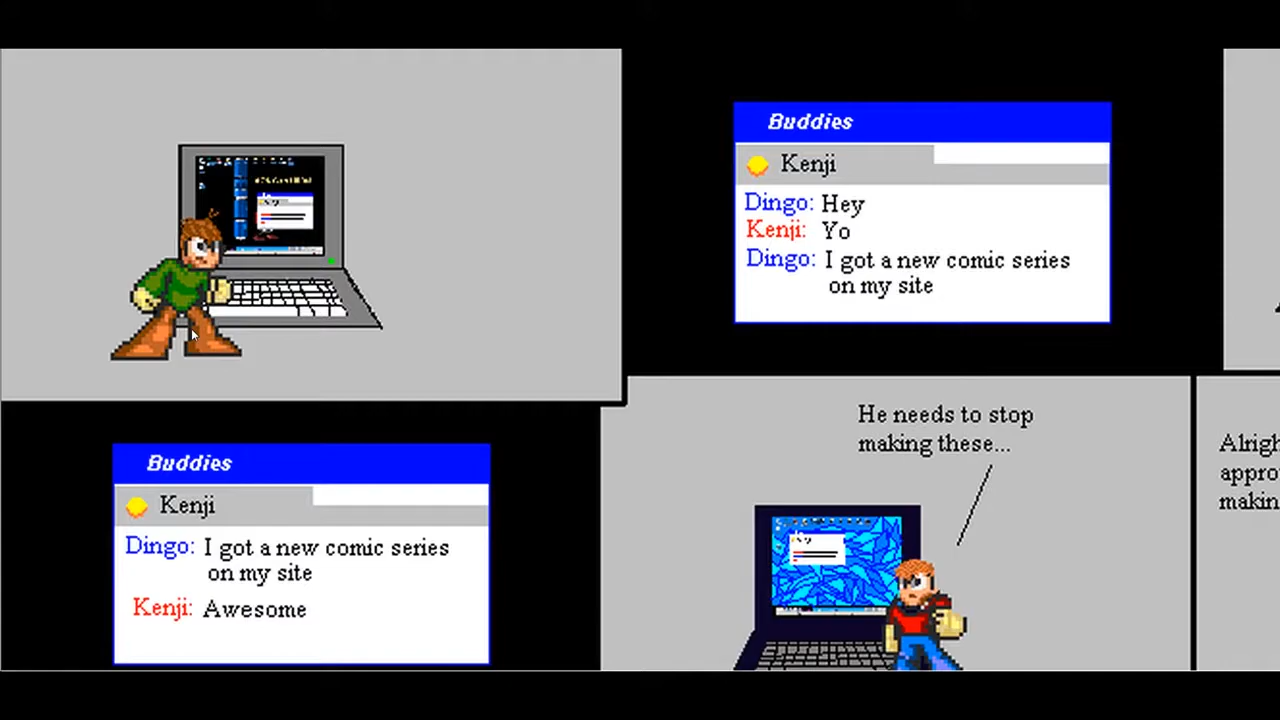 Buddies
Kenji
Dingo: Hey
Kenji: Yo
Dingo: I got a new comic series
on my site
Buddies
Kenji
Dingo: I got a new comic series
on my site
Kenji: Awesome
He needs to stop
making these...